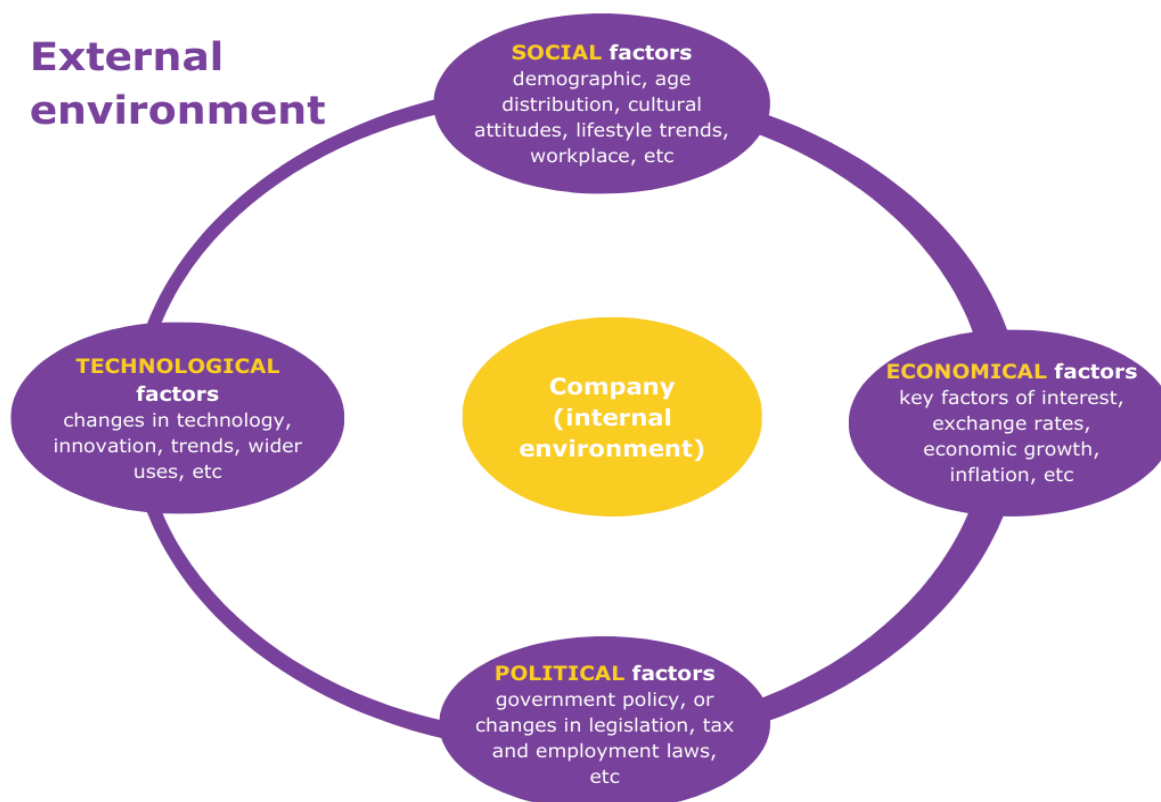 External
environment
SOCIAL factors
demographic, age
distribution, cultural
attitudes, lifestyle trends,
workplace, etc
TECHNOLOGICAL
factors
changes in technology,
innovation, trends, wider
uses, etc
Company
(internal
environment)
ECONOMICAL factors
key factors of interest,
exchange rates,
economic growth,
inflation, etc
POLITICAL factors
government policy, or
changes in legislation, tax
and employment laws,
etc